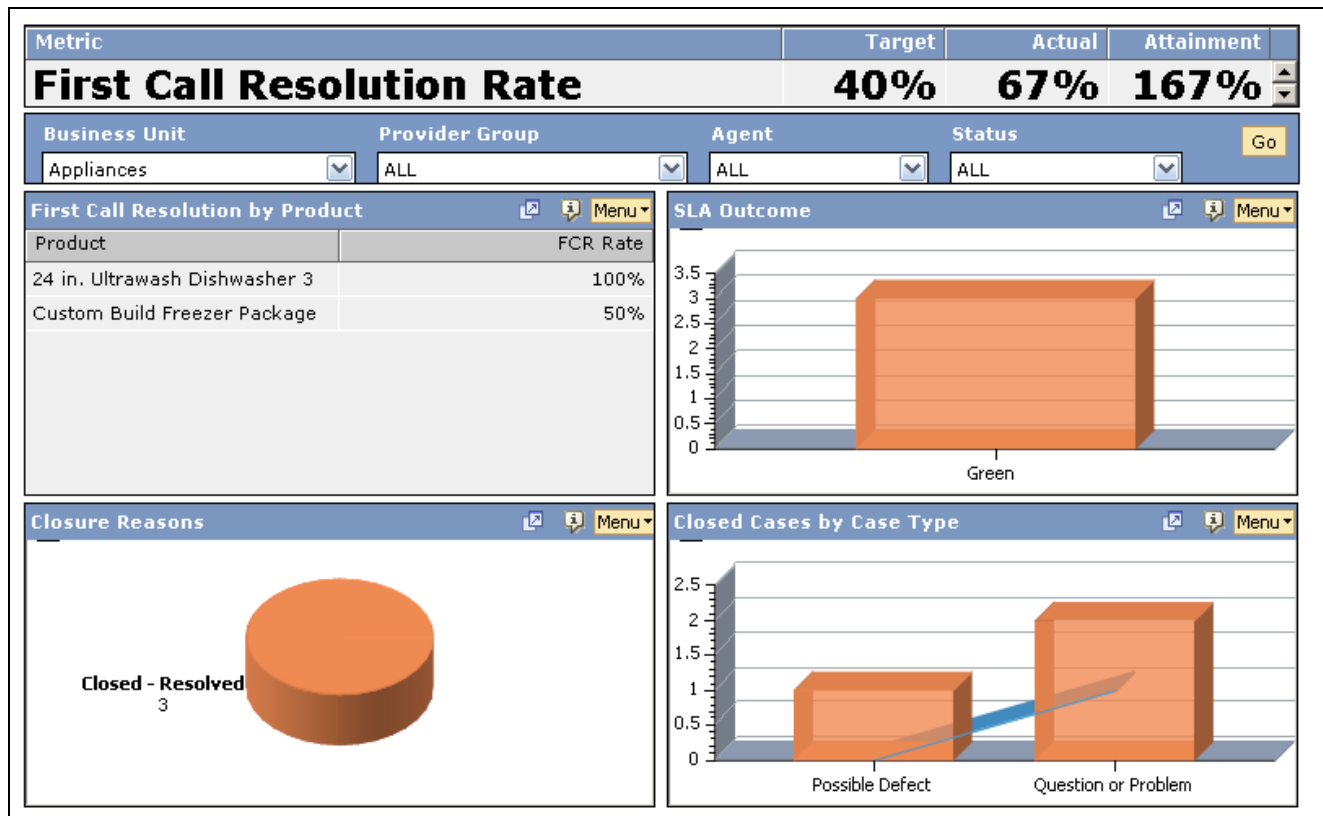 Metric Target Actual Attainment
First Call Resolution Rate 40% 67% 167%
Business Unit Provider Group Agent Status Go
Appliances ALL ALL ALL
First Call Resolution by Product Menu
Product FCR Rate
24 in. Ultrawash Dishwasher 3 100%
Custom Build Freezer Package 50%
SLA Outcome Menu
3.5
3
2.5
2
1.5
1
0.5
0
Green
Closure Reasons Menu
Closed - Resolved
3
Closed Cases by Case Type Menu
2.5
2
1.5
1
0.5
0
Possible Defect Question or Problem